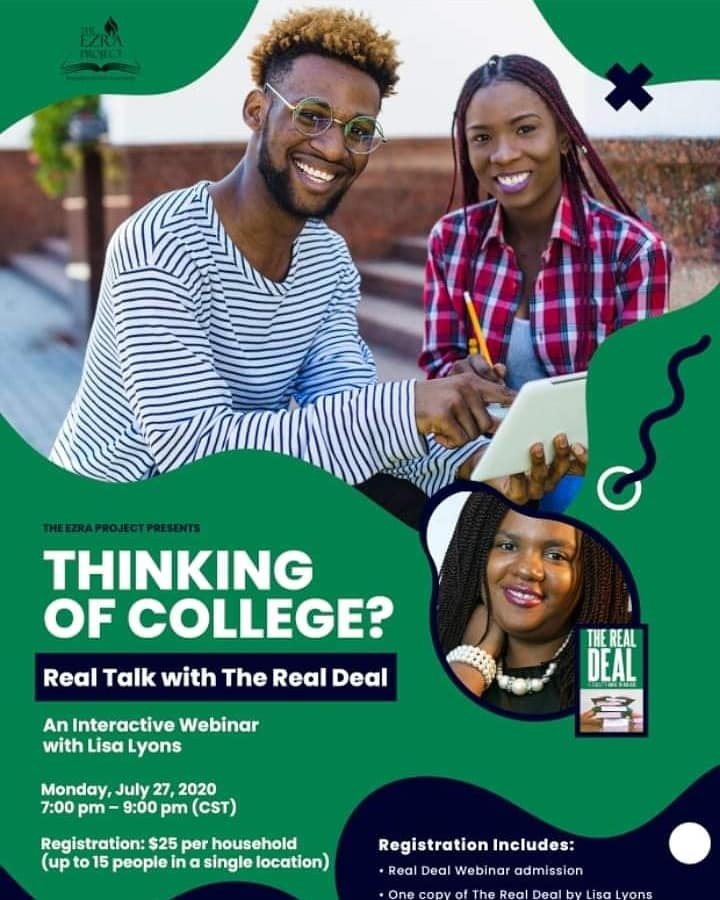 THE
EZRA
PROJECT
THE EZRA PROJECT PRESENTS
THINKING
OF COLLEGE?
Real Talk with The Real Deal
An Interactive Webinar
with Lisa Lyons
Monday, July 27, 2020
7:00 pm – 9:00 pm (CST)
Registration: $25 per household
(up to 15 people in a single location)
THE REAL
DEAL
Registration Includes:
• Real Deal Webinar admission
• One copy of The Real Deal by Lisa Lyons